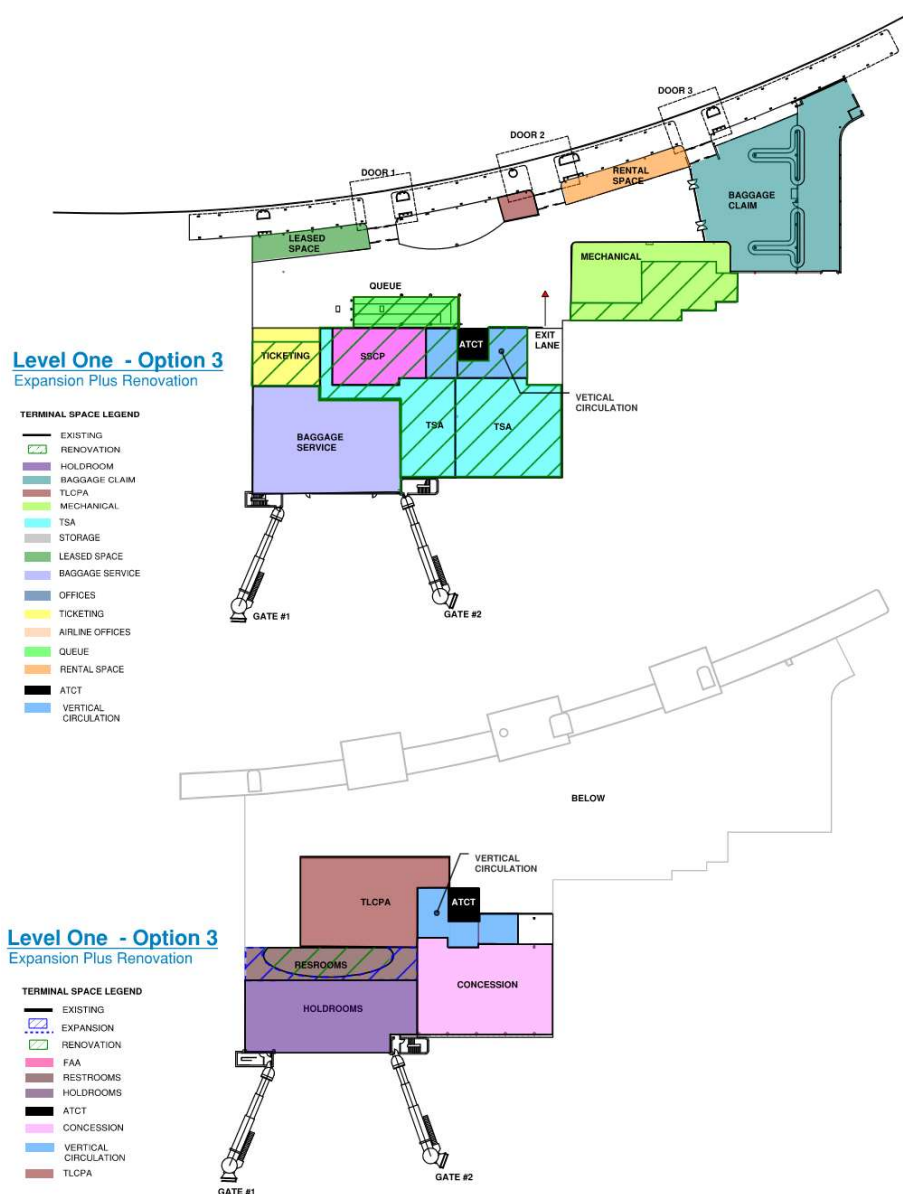 DOOR 3
DOOR 2
DOOR 1
RENTAL
SPACE
BAGGAGE
CLAIM
LEASED
SPACE
MECHANICAL
QUEUE
EXIT
LANE
TICKETING
SSCP
ATCT
VETICAL
CIRCULATION
BAGGAGE
SERVICE
TSA
TSA
GATE #1
GATE #2
Level One - Option 3
Expansion Plus Renovation
TERMINAL SPACE LEGEND
EXISTING
RENOVATION
HOLDROOM
BAGGAGE CLAIM
TLCPA
MECHANICAL
TSA
STORAGE
LEASED SPACE
BAGGAGE SERVICE
OFFICES
TICKETING
AIRLINE OFFICES
QUEUE
RENTAL SPACE
ATCT
VERTICAL
CIRCULATION
BELOW
VERTICAL
CIRCULATION
TLCPA
ATCT
RESROOMS
CONCESSION
HOLDROOMS
GATE #1
GATE #2
Level One - Option 3
Expansion Plus Renovation
TERMINAL SPACE LEGEND
EXISTING
EXPANSION
RENOVATION
FAA
RESTROOMS
HOLDROOMS
ATCT
CONCESSION
VERTICAL
CIRCULATION
TLCPA